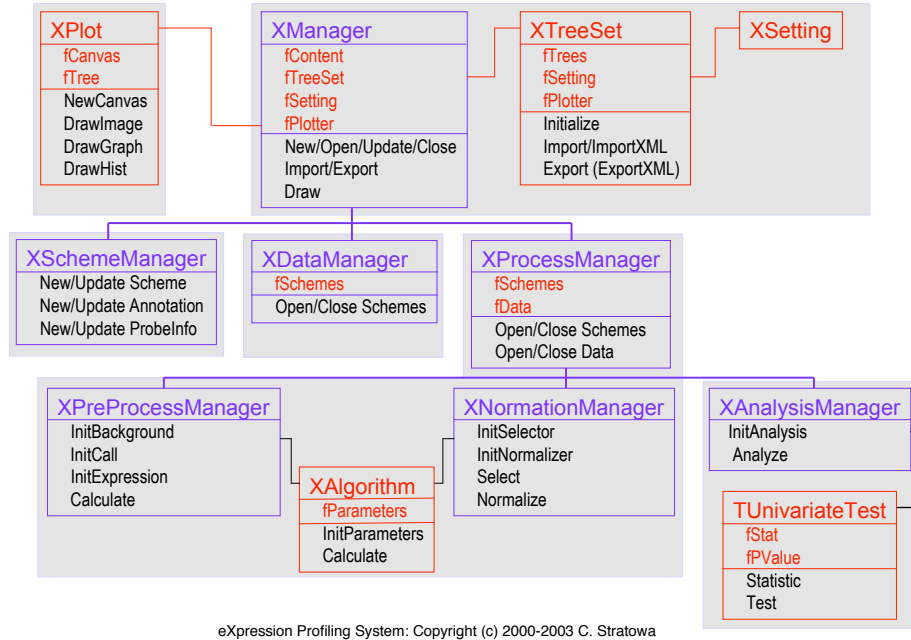 XPlot
fCanvas
fTree
NewCanvas
DrawImage
DrawGraph
DrawHist
XManager
fContent
fTreeSet
fSetting
fPlotter
New/Open/Update/Close
Import/Export
Draw
XTreeSet
fTrees
fSetting
fPlotter
Initialize
Import/ImportXML
Export (ExportXML)
XSetting
XSchemeManager
New/Update Scheme
New/Update Annotation
New/Update ProbeInfo
XDataManager
fSchemes
Open/Close Schemes
XProcessManager
fSchemes
fData
Open/Close Schemes
Open/Close Data
XPreProcessManager
InitBackground
InitCall
InitExpression
Calculate
XAlgorithm
fParameters
InitParameters
Calculate
XNormationManager
InitSelector
InitNormalizer
Select
Normalize
XAnalysisManager
InitAnalysis
Analyze
TUnivariateTest
fStat
fPValue
Statistic
Test
eXpression Profiling System: Copyright (c) 2000-2003 C. Stratowa